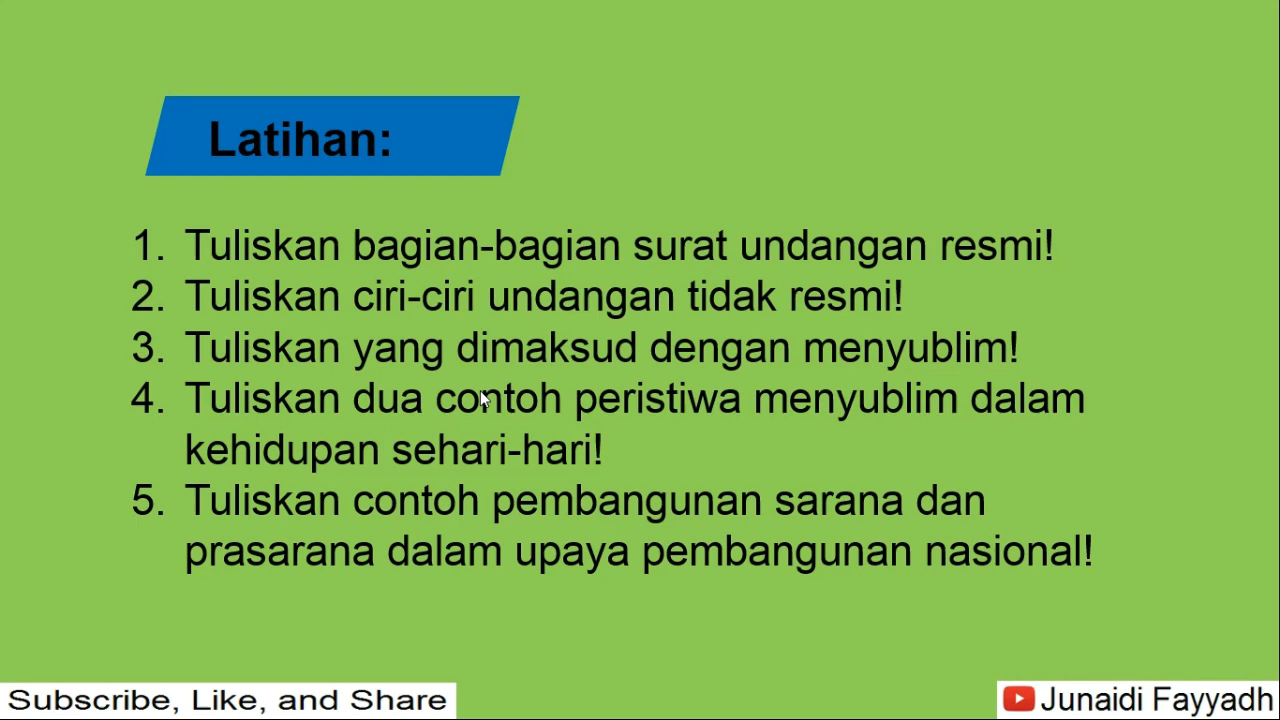 Latihan:
1. Tuliskan bagian-bagian surat undangan resmi!
2. Tuliskan ciri-ciri undangan tidak resmi!
3. Tuliskan yang dimaksud dengan menyublim!
4. Tuliskan dua contoh peristiwa menyublim dalam
kehidupan sehari-hari!
5. Tuliskan contoh pembangunan sarana dan
prasarana dalam upaya pembangunan nasional!
Subscribe, Like, and Share
Junaidi Fayyadh